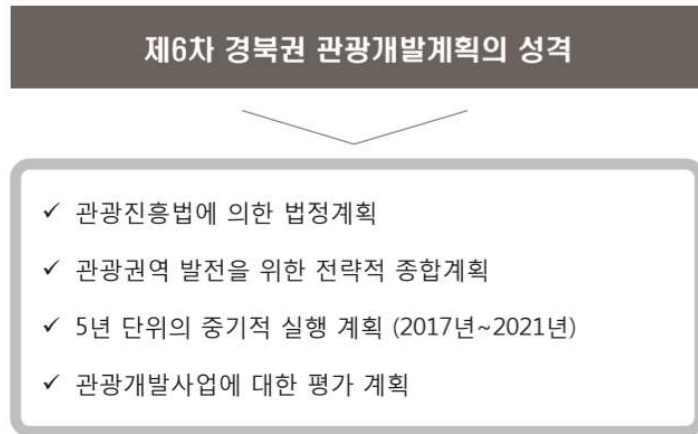 제6차 경북권 관광개발계획의 성격
✓ 관광진흥법에 의한 법정계획
✓ 관광권역 발전을 위한 전략적 종합계획
✓ 5년 단위의 중기적 실행 계획 (2017년~2021년)
✓ 관광개발사업에 대한 평가 계획